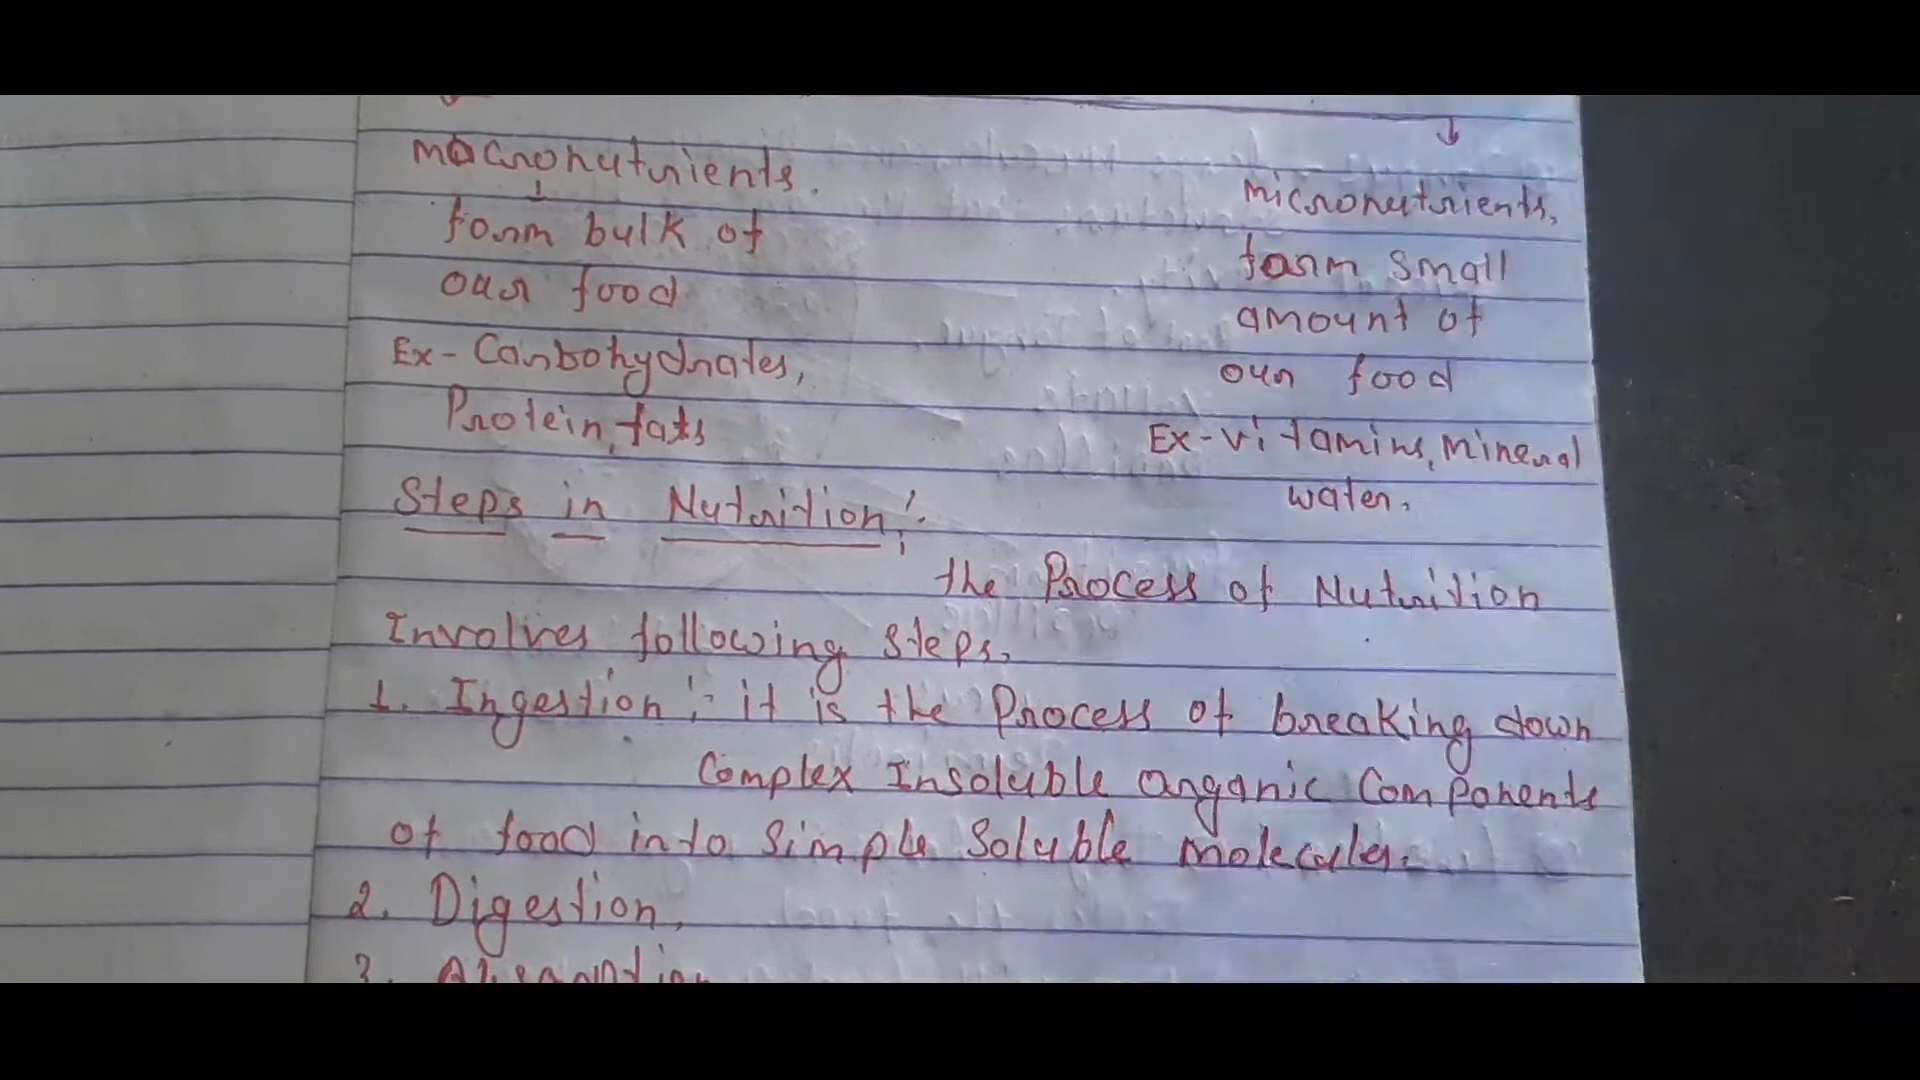 macronutrients.
form bulk of
our food
Ex- Carbohydrates,
Protein, fats
micronutrients,
form small
amount of
our food
Ex- vitamins, mineral
water.
Steps in Nutrition:
the Process of Nutrition
Involves following steps.
1. Ingestion: it is the Process of breaking down
Complex Insoluble organic Components
of food into Simple Soluble molecules.
2. Digestion.
3. Absorption